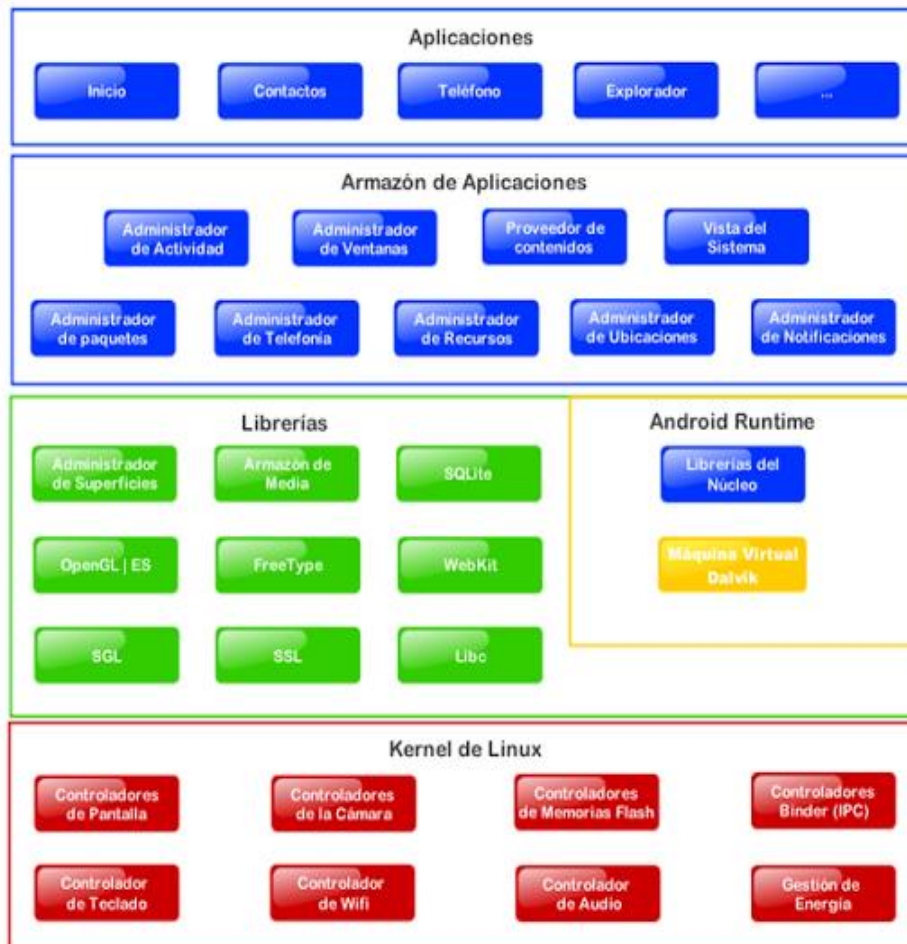 Aplicaciones
Inicio
Contactos
Teléfono
Explorador
...
Armazón de Aplicaciones
Administrador
de Actividad
Administrador
de Ventanas
Proveedor de
contenidos
Vista del
Sistema
Administrador
de paquetes
Administrador
de Telefonía
Administrador
de Recursos
Administrador
de Ubicaciones
Administrador
de Notificaciones
Librerías
Administrador
de Superficies
Armazón de
Media
SQLite
OpenGL | ES
FreeType
WebKit
SGL
SSL
Libc
Android Runtime
Librerías del
Núcleo
Máquina Virtual
Dalvik
Kernel de Linux
Controladores
de Pantalla
Controladores
de la Cámara
Controladores
de Memorias Flash
Controladores
Binder (IPC)
Controlador
de Teclado
Controlador
de Wifi
Controlador
de Audio
Gestión de
Energía